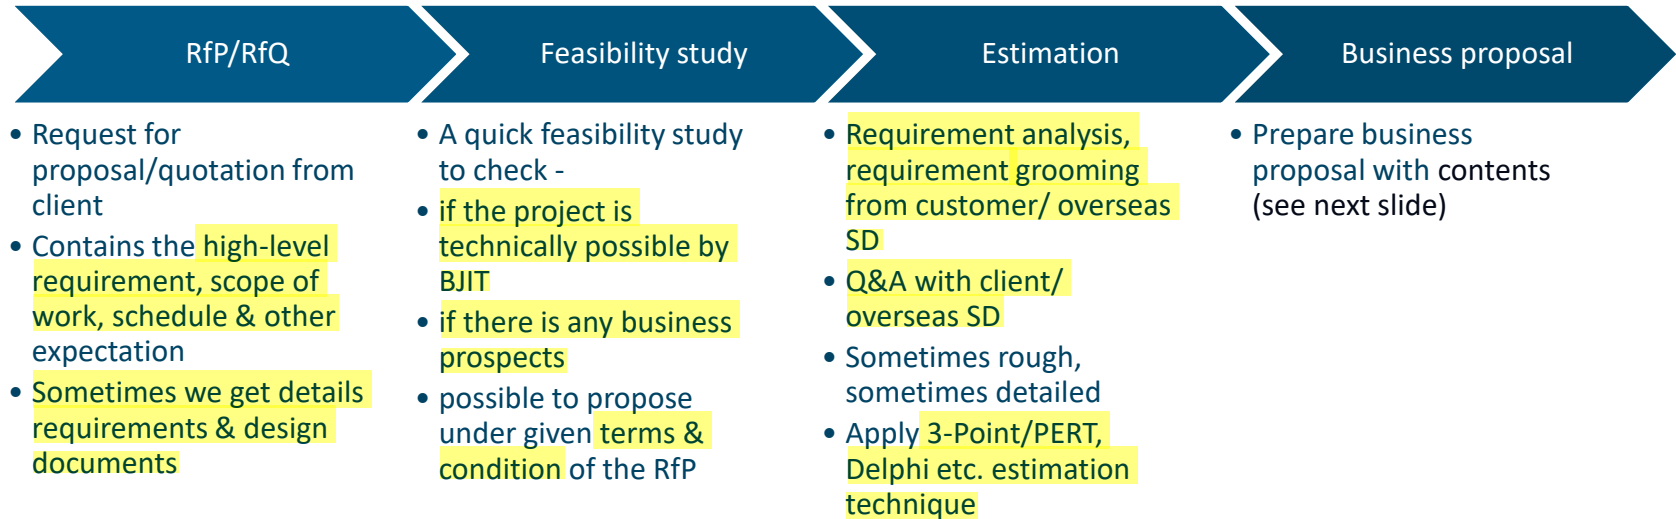 RfP/RfQ
Feasibility study
Estimation
Business proposal
• Request for
proposal/quotation from
client
• Contains the high-level
requirement, scope of
work, schedule & other
expectation
• Sometimes we get details
requirements & design
documents
• A quick feasibility study
to check -
• if the project is
technically possible by
BJIT
• if there is any business
prospects
• possible to propose
under given terms &
condition of the RfP
• Requirement analysis,
requirement grooming
from customer/ overseas
SD
• Q&A with client/
overseas SD
• Sometimes rough,
sometimes detailed
• Apply 3-Point/PERT,
Delphi etc. estimation
technique
• Prepare business
proposal with contents
(see next slide)